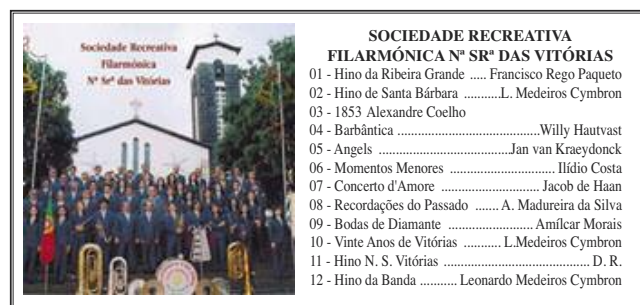 Sociedade Recreativa
Filarmónica
Nª Srª das Vitórias
SOCIEDADE RECREATIVA
FILARMÓNICA Nª SRª DAS VITÓRIAS
01 - Hino da Ribeira Grande ..... Francisco Rego Paqueto
02 - Hino de Santa Bárbara ...........L. Medeiros Cymbron
03 - 1853 Alexandre Coelho
04 - Barbântica ..........................................Willy Hautvast
05 - Angels .......................................Jan van Kraeydonck
06 - Momentos Menores ............................... Ilídio Costa
07 - Concerto d'Amore ............................. Jacob de Haan
08 - Recordações do Passado ....... A. Madureira da Silva
09 - Bodas de Diamante ......................... Amílcar Morais
10 - Vinte Anos de Vitórias ........... L.Medeiros Cymbron
11 - Hino N. S. Vitórias ........................................... D. R.
12 - Hino da Banda ........... Leonardo Medeiros Cymbron